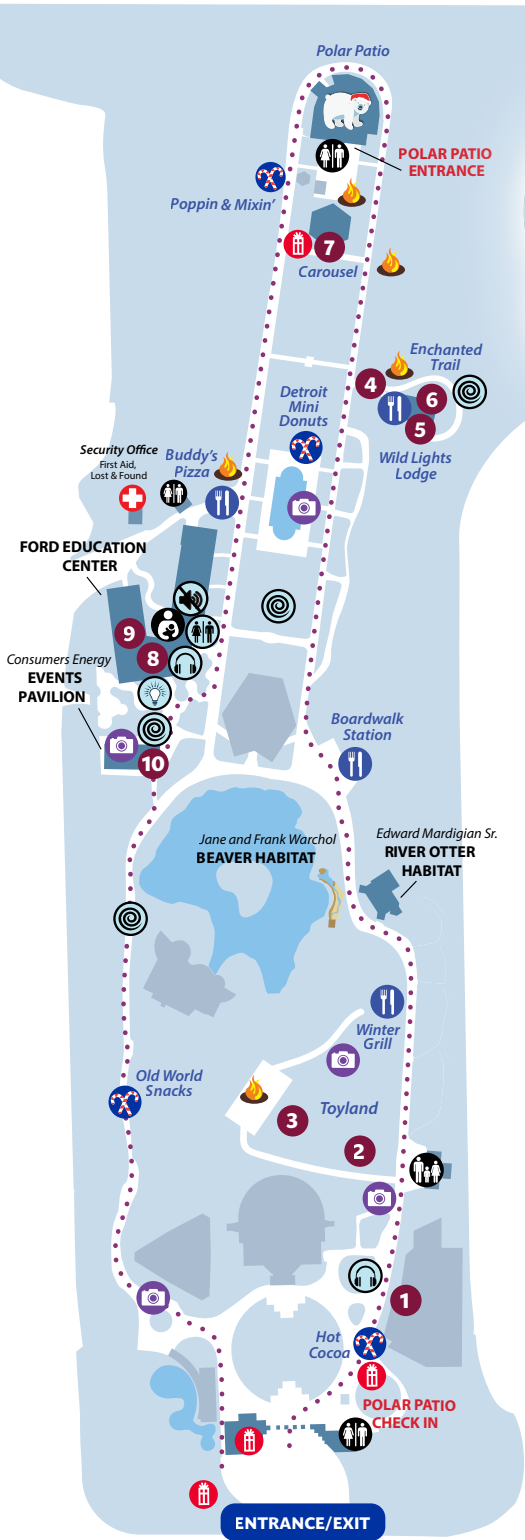 Polar Patio
POLAR PATIO
ENTRANCE
Poppin & Mixin'
7
Carousel
Enchanted
Trail
4
6
5
Wild Lights
Lodge
Detroit
Mini
Donuts
Security Office
First Aid,
Lost & Found
Buddy's
Pizza
FORD EDUCATION
CENTER
9
8
Consumers Energy
EVENTS
PAVILION
10
Boardwalk
Station
Jane and Frank Warchol
BEAVER HABITAT
Edward Mardigian Sr.
RIVER OTTER
HABITAT
Winter
Grill
Old World
Snacks
Toyland
3
2
1
Hot
Cocoa
POLAR PATIO
CHECK IN
ENTRANCE/EXIT